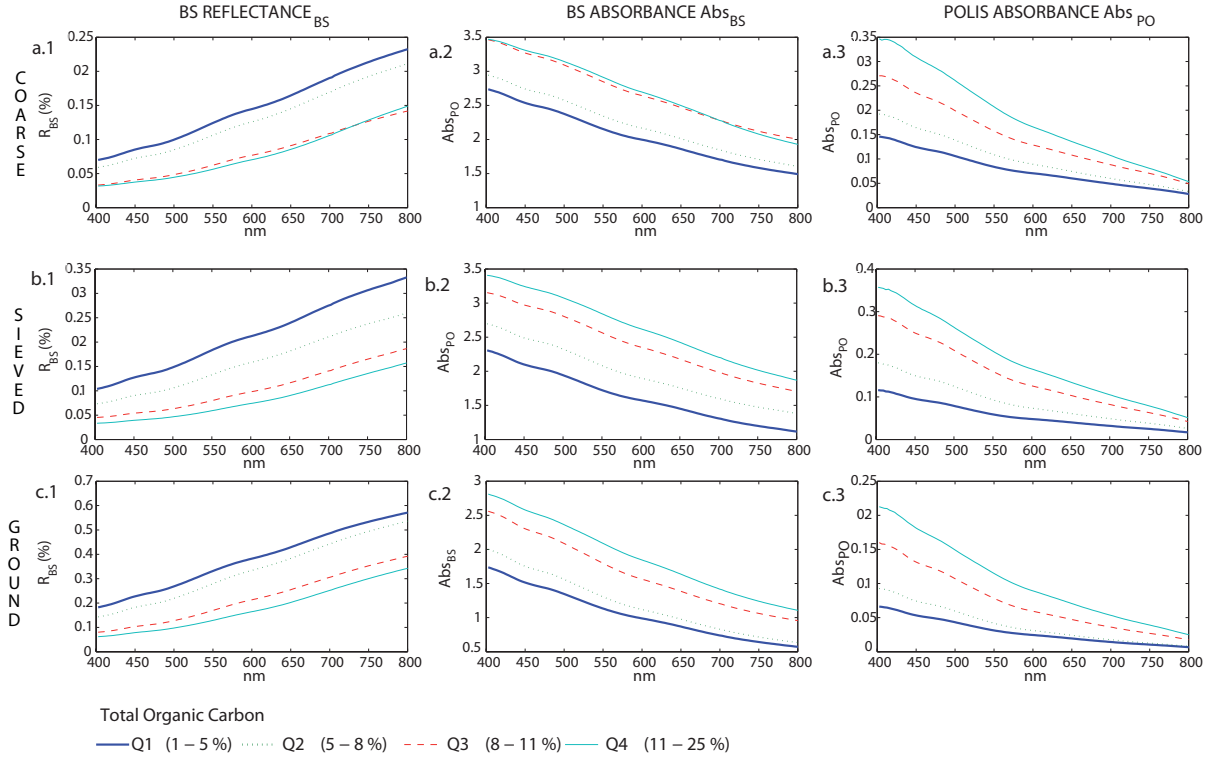 BS REFLECTANCE BS
BS ABSORBANCE Abs BS
POLIS ABSORBANCE Abs PO
COARSE
a.1
R BS (%)
0.25
0.2
0.15
0.1
0.05
0
400 450 500 550 600 650 700 750 800
nm
a.2
Abs PO
3.5
3
2.5
2
1.5
1
400 450 500 550 600 650 700 750 800
nm
a.3
Abs PO
0.35
0.3
0.25
0.2
0.15
0.1
0.05
0
400 450 500 550 600 650 700 750 800
nm
SIEVED
b.1
R BS (%)
0.35
03
0.25
0.2
0.15
0.1
0.05
0
400 450 500 550 600 650 700 750 800
nm
b.2
Abs PO
3.5
3
2.5
2
1.5
1
400 450 500 550 600 650 700 750 800
nm
b.3
Abs PO
0.4
0.3
0.2
0.1
0
400 450 500 550 600 650 700 750 800
nm
GROUND
c.1
R BS (%)
0.7
0.6
0.5
0.4
0.3
0.2
0.1
0
400 450 500 550 600 650 700 750 800
nm
c.2
Abs BS
3
2.5
2
1.5
1
0.5
400 450 500 550 600 650 700 750 800
nm
c.3
Abs PO
0.25
0.2
0.15
0.1
0.05
0
400 450 500 550 600 650 700 750 800
nm
Total Organic Carbon
Q1 (1 – 5 %) Q2 (5 – 8 %) Q3 (8 – 11 %) Q4 (11 – 25 %)